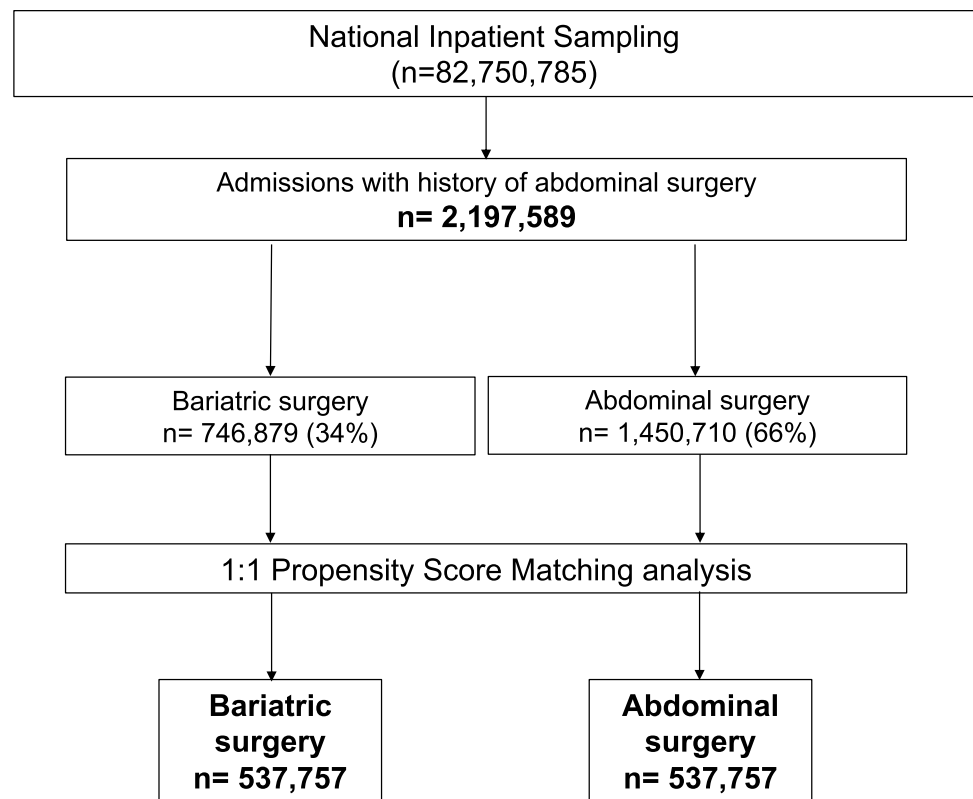 National Inpatient Sampling
(n=82,750,785)
Admissions with history of abdominal surgery
n= 2,197,589
Bariatric surgery
n= 746,879 (34%)
Abdominal surgery
n= 1,450,710 (66%)
1:1 Propensity Score Matching analysis
Bariatric
surgery
n= 537,757
Abdominal
surgery
n= 537,757